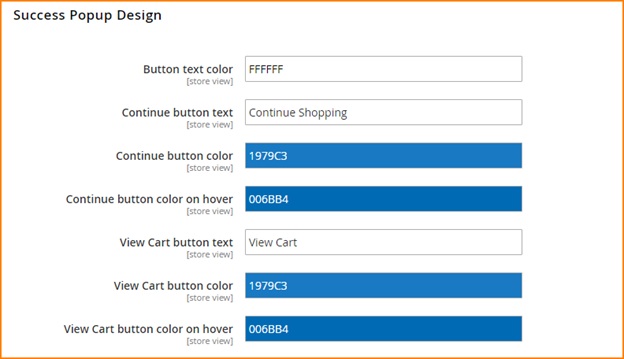 Success Popup Design
Button text color FFFFFF
[store view]
Continue button text Continue Shopping
[store view]
Continue button color 1979C3
[store view]
Continue button color on hover 006BB4
[store view]
View Cart button text View Cart
[store view]
View Cart button color 1979C3
[store view]
View Cart button color on hover 006BB4
[store view]